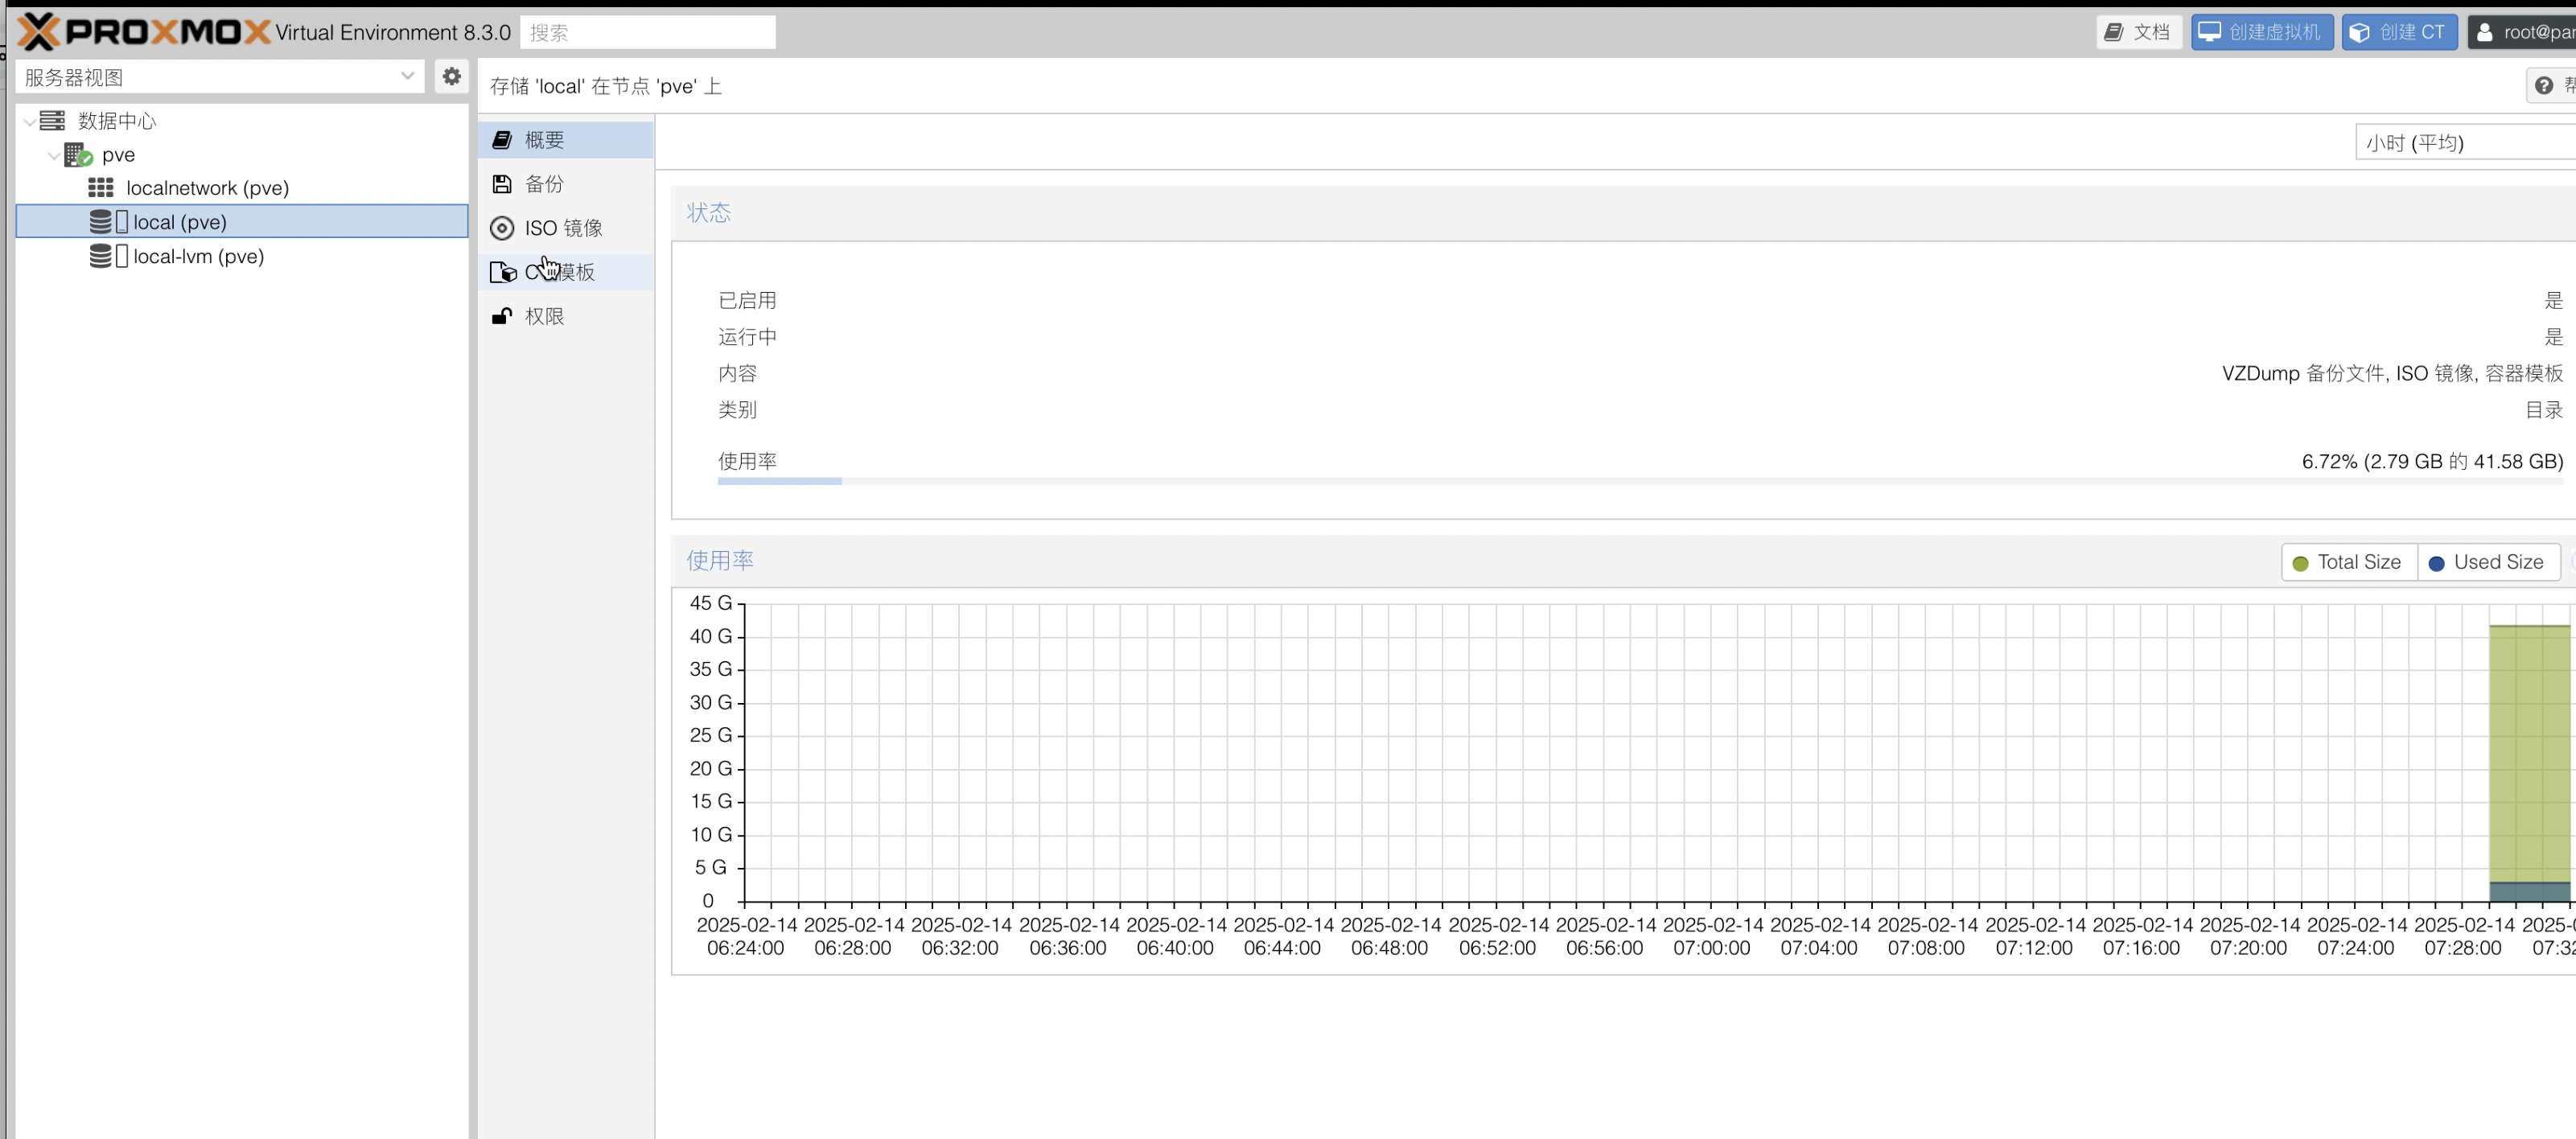 PROXMOX Virtual Environment 8.3.0 搜索 文档 创建虚拟机 创建 CT root@pa
服务器视图
存储 'local' 在节点 'pve' 上
数据中心
pve
localnetwork (pve)
local (pve)
local-lvm (pve)
概要
备份
ISO 镜像
模板
权限
小时 (平均)
状态
已启用 是
运行中 是
内容 VZDump 备份文件, ISO 镜像, 容器模板
类别 目录
使用率 6.72% (2.79 GB 的 41.58 GB)
使用率 Total Size Used Size
45 G
40 G
35 G
30 G
25 G
20 G
15 G
10 G
5 G
0
2025-02-14 2025-02-14 2025-02-14 2025-02-14 2025-02-14 2025-02-14 2025-02-14 2025-02-14 2025-02-14 2025-02-14 2025-02-14 2025-02-14 2025-02-14 2025-02-14 2025-02-14 2025-02-14 2025-02-14 2025-
06:24:00 06:28:00 06:32:00 06:36:00 06:40:00 06:44:00 06:48:00 06:52:00 06:56:00 07:00:00 07:04:00 07:08:00 07:12:00 07:16:00 07:20:00 07:24:00 07:28:00 07:32